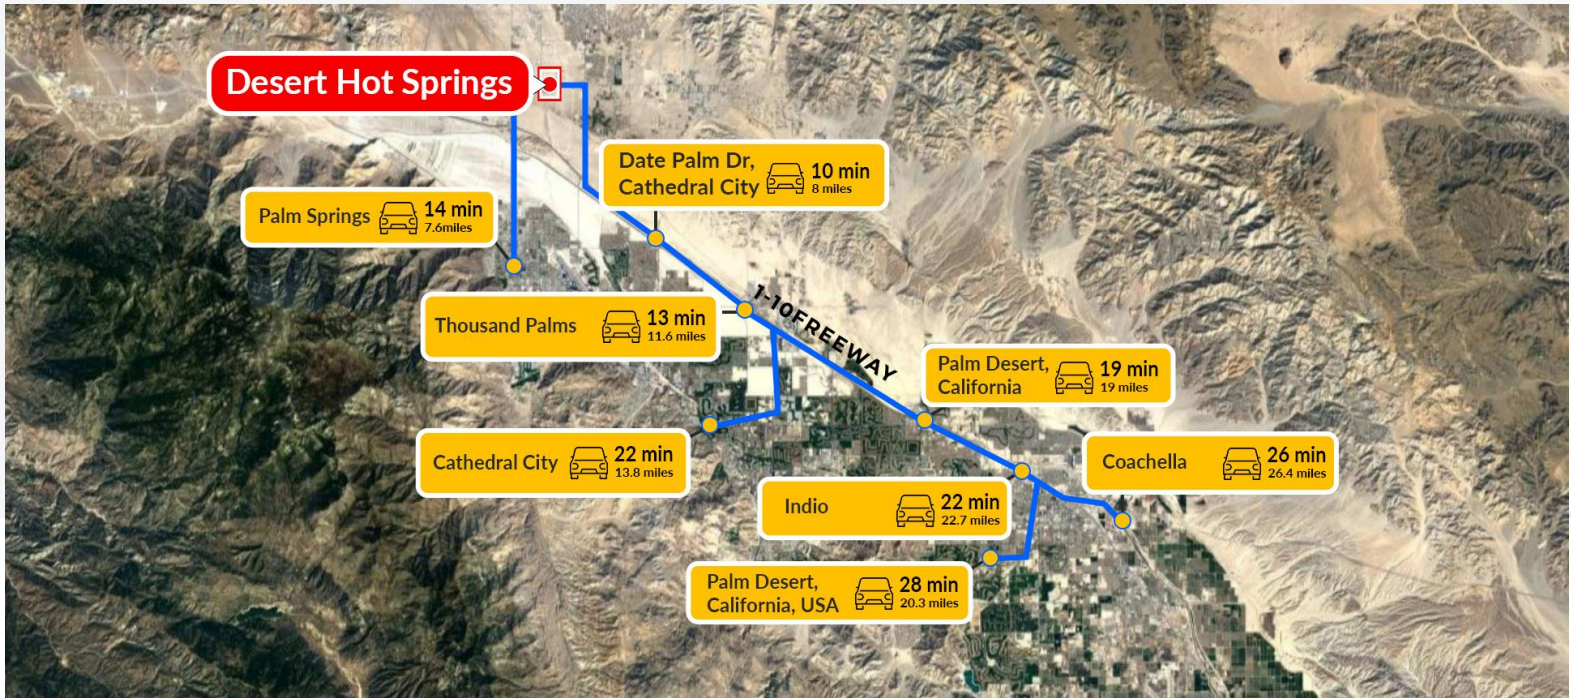 Desert Hot Springs
Date Palm Dr,
Cathedral City
10 min
8 miles
Palm Springs
14 min
7.6miles
Thousand Palms
13 min
11.6 miles
1-10FREEWAY
Palm Desert,
California
19 min
19 miles
Cathedral City
22 min
13.8 miles
Coachella
26 min
26.4 miles
Indio
22 min
22.7 miles
Palm Desert,
California, USA
28 min
20.3 miles